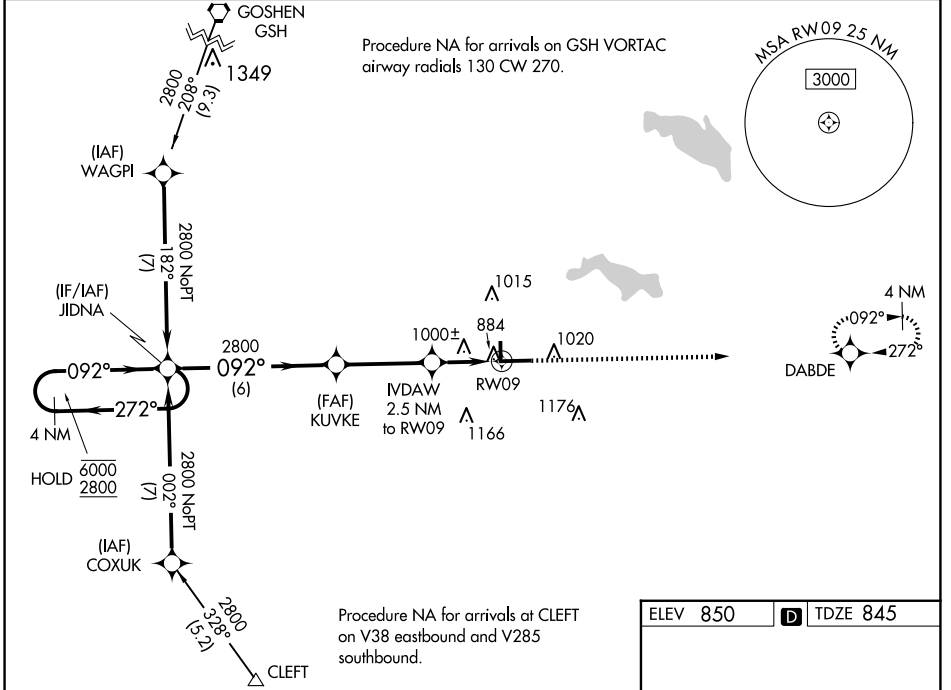 GOSHEN
GSH
1349
2800
208°
(9.3)
Procedure NA for arrivals on GSH VORTAC
airway radials 130 CW 270.
MSA RW09 25 NM
3000
(IAF)
WAGPI
2800 NoPT
182°
(7)
(IF/IAF)
JIDNA
092°
272°
4 NM
HOLD 6000
2800
2800
092°
(6)
(FAF)
KUVKE
IVDAW
2.5 NM
to RW09
1000±
884
1015
1020
RW09
1166
1176
4 NM
092°
272°
DABDE
2800 NoPT
002°
(7)
(IAF)
COXUK
2800
328°
(5.2)
CLEFT
Procedure NA for arrivals at CLEFT
on V38 eastbound and V285
southbound.
ELEV 850 D TDZE 845